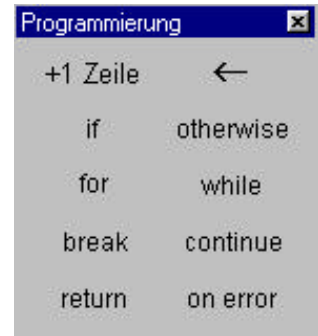 Programmierung
+1 Zeile ←
if otherwise
for while
break continue
return on error